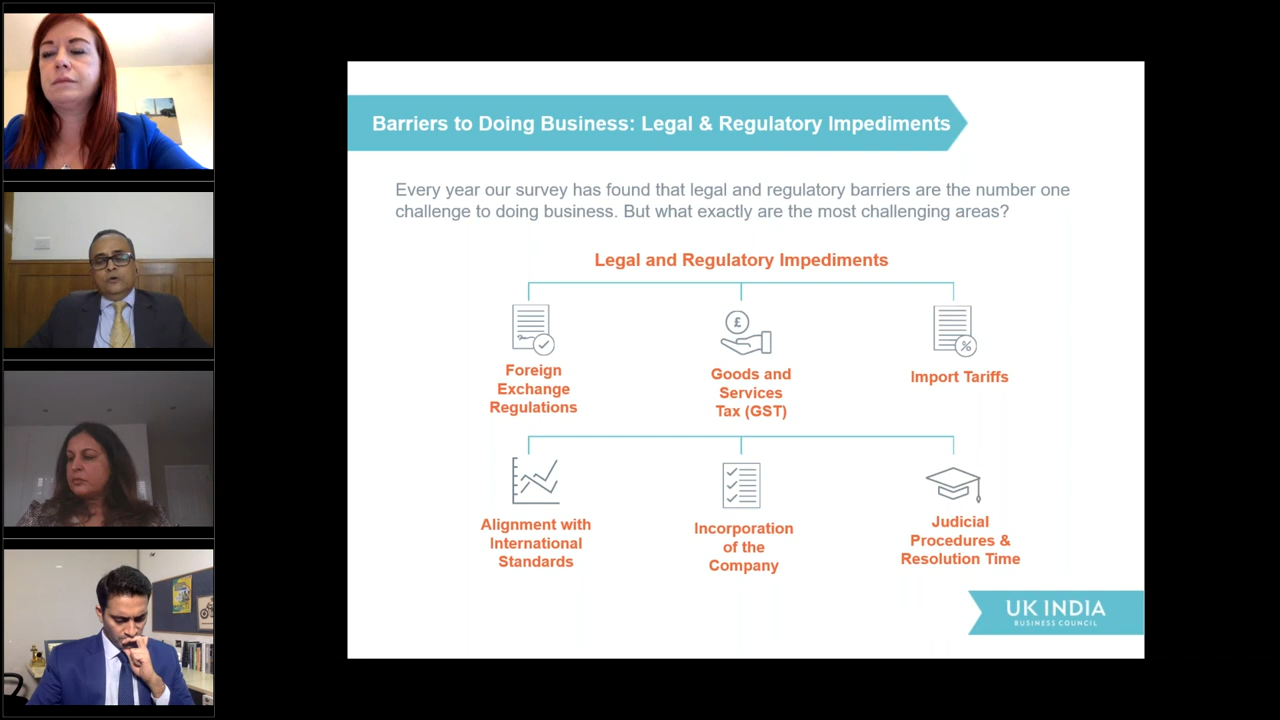 Barriers to Doing Business: Legal & Regulatory Impediments
Every year our survey has found that legal and regulatory barriers are the number one
challenge to doing business. But what exactly are the most challenging areas?
Legal and Regulatory Impediments
Foreign
Exchange
Regulations
£
Goods and
Services
Tax (GST)
%
Import Tariffs
Alignment with
International
Standards
Incorporation
of the
Company
Judicial
Procedures &
Resolution Time
UK INDIA
BUSINESS COUNCIL